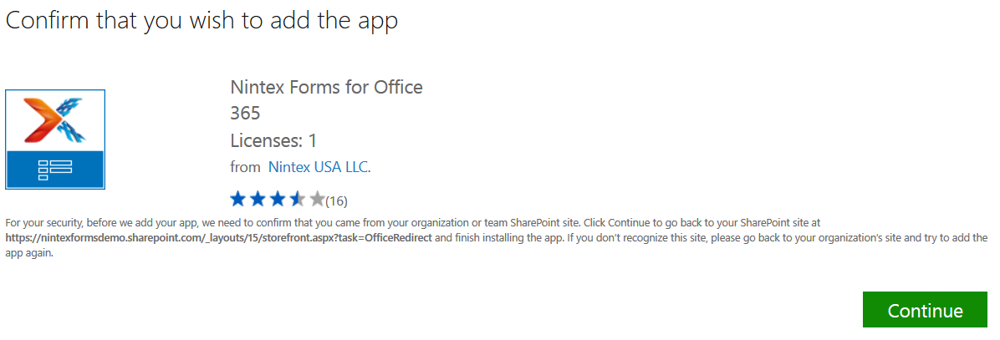 Confirm that you wish to add the app
Nintex Forms for Office
365
Licenses: 1
from Nintex USA LLC.
(16)
For your security, before we add your app, we need to confirm that you came from your organization or team SharePoint site. Click Continue to go back to your SharePoint site at
https://nintexformsdemo.sharepoint.com/_layouts/15/storefront.aspx?task=OfficeRedirect and finish installing the app. If you don't recognize this site, please go back to your organization's site and try to add the
app again.
Continue